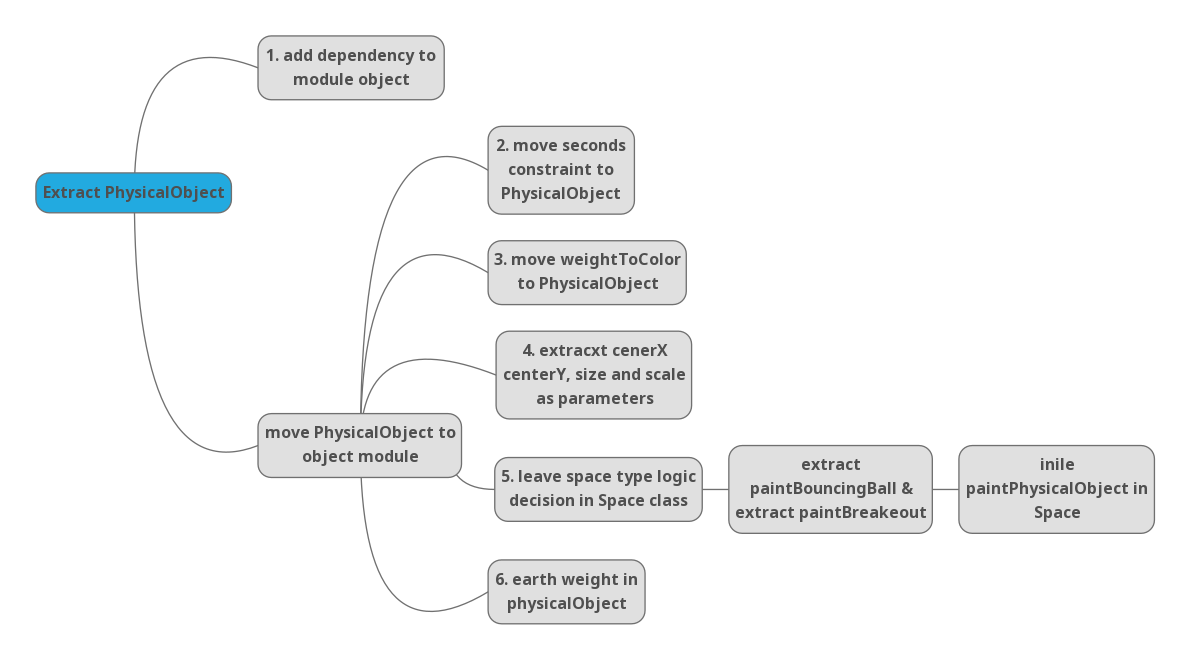 1. add dependency to
module object
Extract PhysicalObject
2. move seconds
constraint to
PhysicalObject
3. move weightToColor
to PhysicalObject
4. extracxt cenerX
centerY, size and scale
as parameters
move PhysicalObject to
object module
5. leave space type logic
decision in Space class
extract
paintBouncingBall &
extract paintBreakeout
inile
paintPhysicalObject in
Space
6. earth weight in
physicalObject